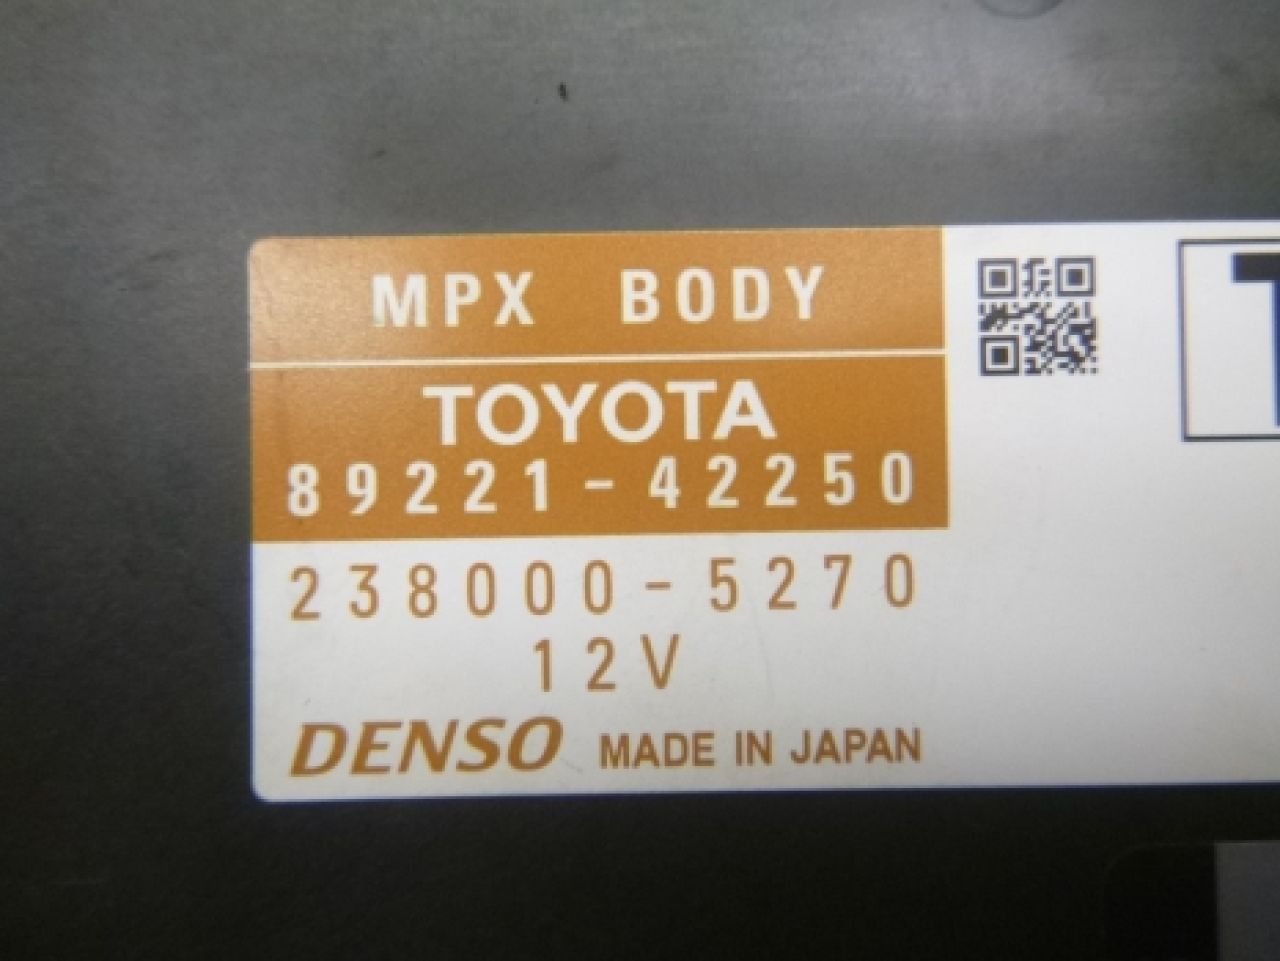 MPX BODY
TOYOTA
89221-42250
238000-5270
12V
DENSO MADE IN JAPAN